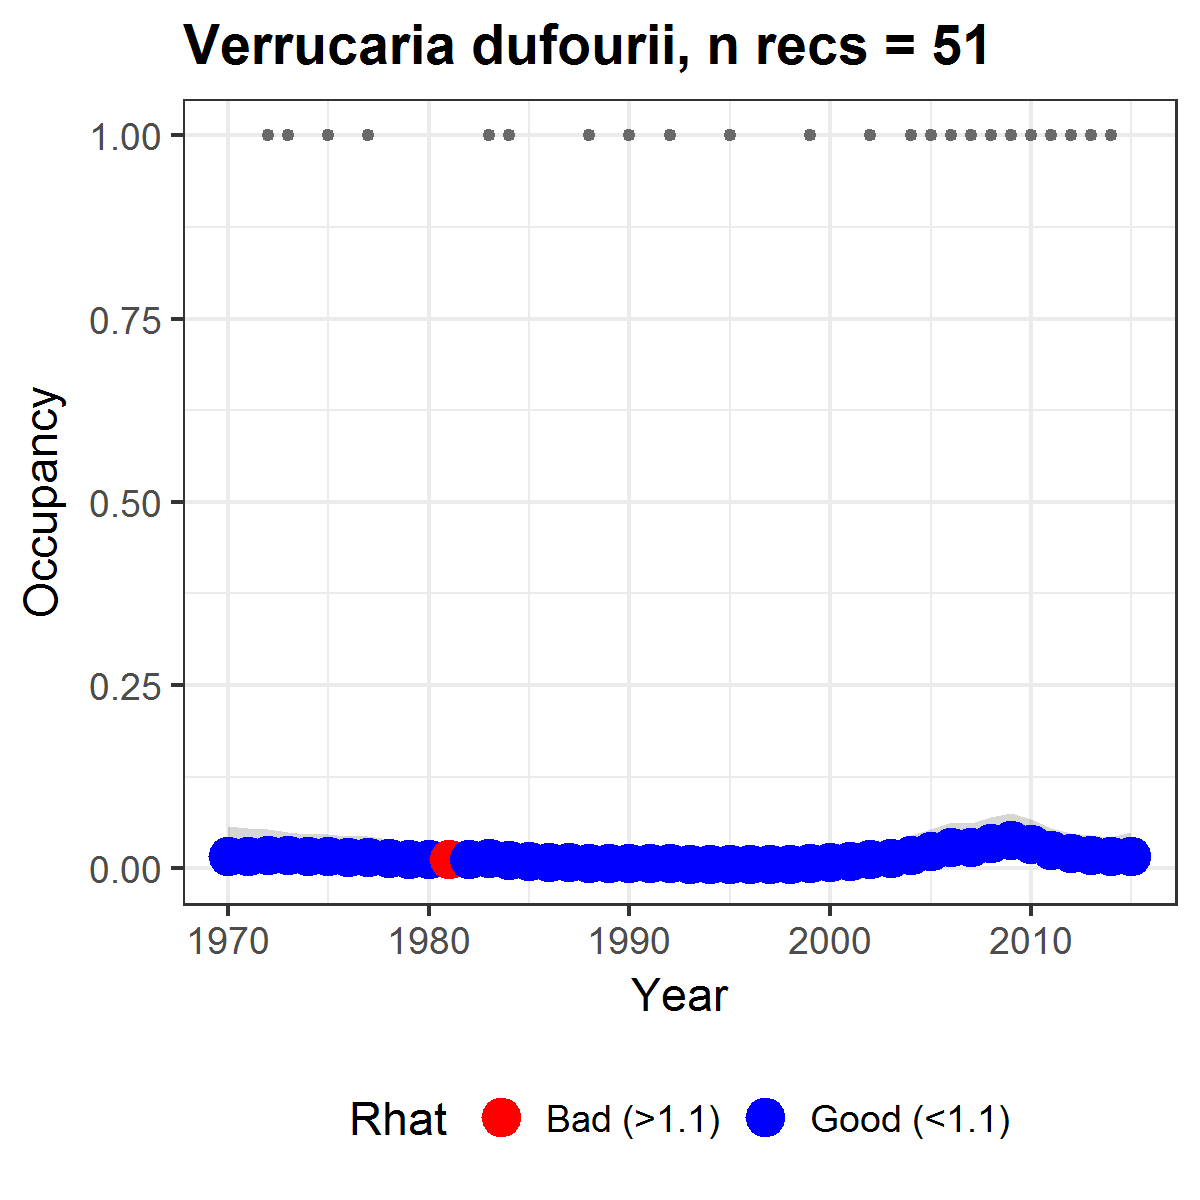 Verrucaria dufourii, n recs = 51
1.00
0.75
0.50
0.25
0.00
Occupancy
1970 1980 1990 2000 2010
Year
Rhat Bad (>1.1) Good (<1.1)